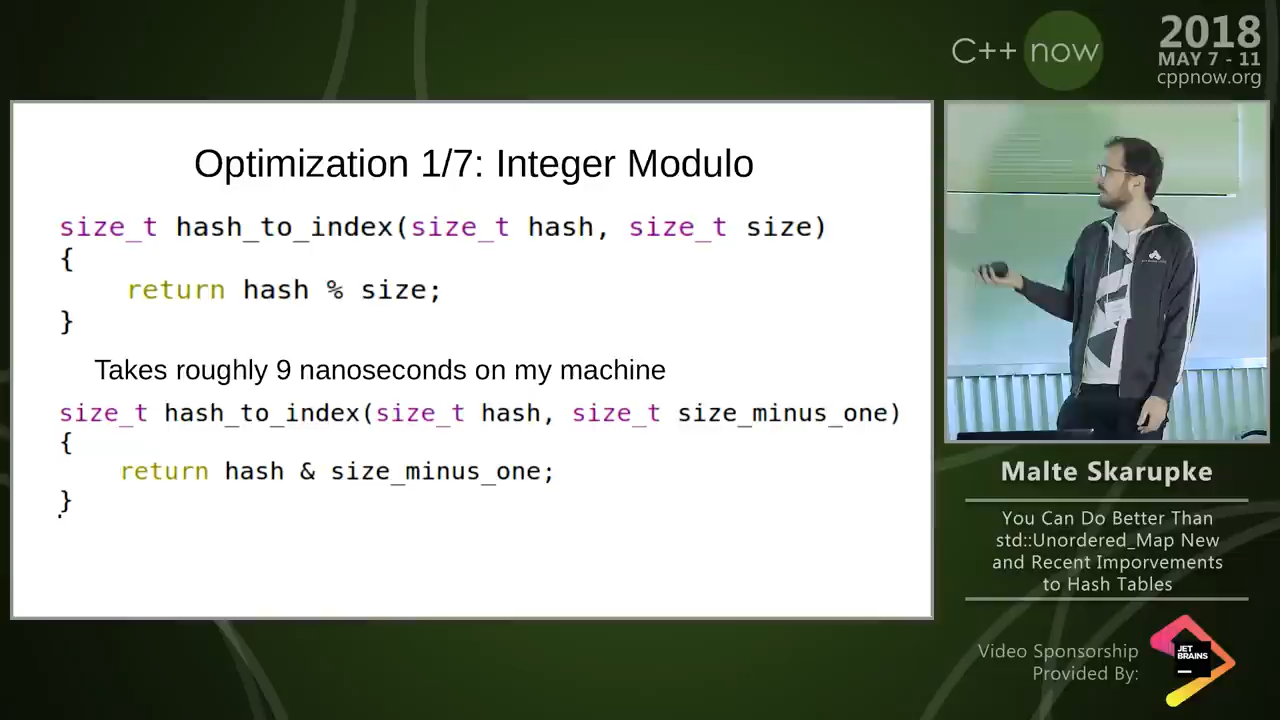 C++ now
2018
MAY 7 - 11
cppnow.org
Optimization 1/7: Integer Modulo
size_t hash_to_index(size_t hash, size_t size)
{
return hash % size;
}
Takes roughly 9 nanoseconds on my machine
size_t hash_to_index(size_t hash, size_t size_minus_one)
{
return hash & size_minus_one;
}
Malte Skarupke
You Can Do Better Than
std::Unordered_Map New
and Recent Imporvements
to Hash Tables
Video Sponsorship
Provided By:
JET
BRAINS